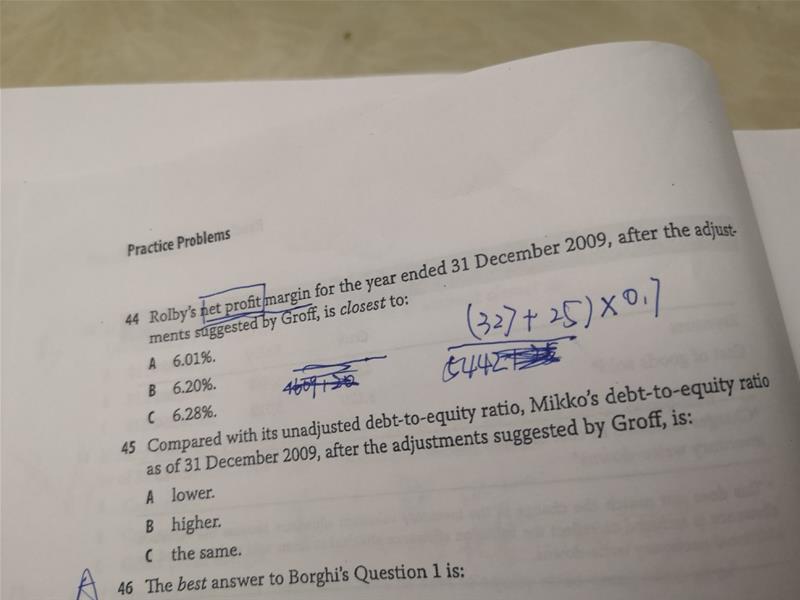 Practice Problems
44 Rolby's net profit margin for the year ended 31 December 2009, after the adjust-
ments suggested by Groff, is closest to:
(327 + 25) × 0.7
A 6.01%.
5442
B 6.20%.
C 6.28%.
45 Compared with its unadjusted debt-to-equity ratio, Mikko's debt-to-equity ratio
as of 31 December 2009, after the adjustments suggested by Groff, is:
A lower.
B higher.
C the same.
A 46 The best answer to Borghi's Question 1 is: